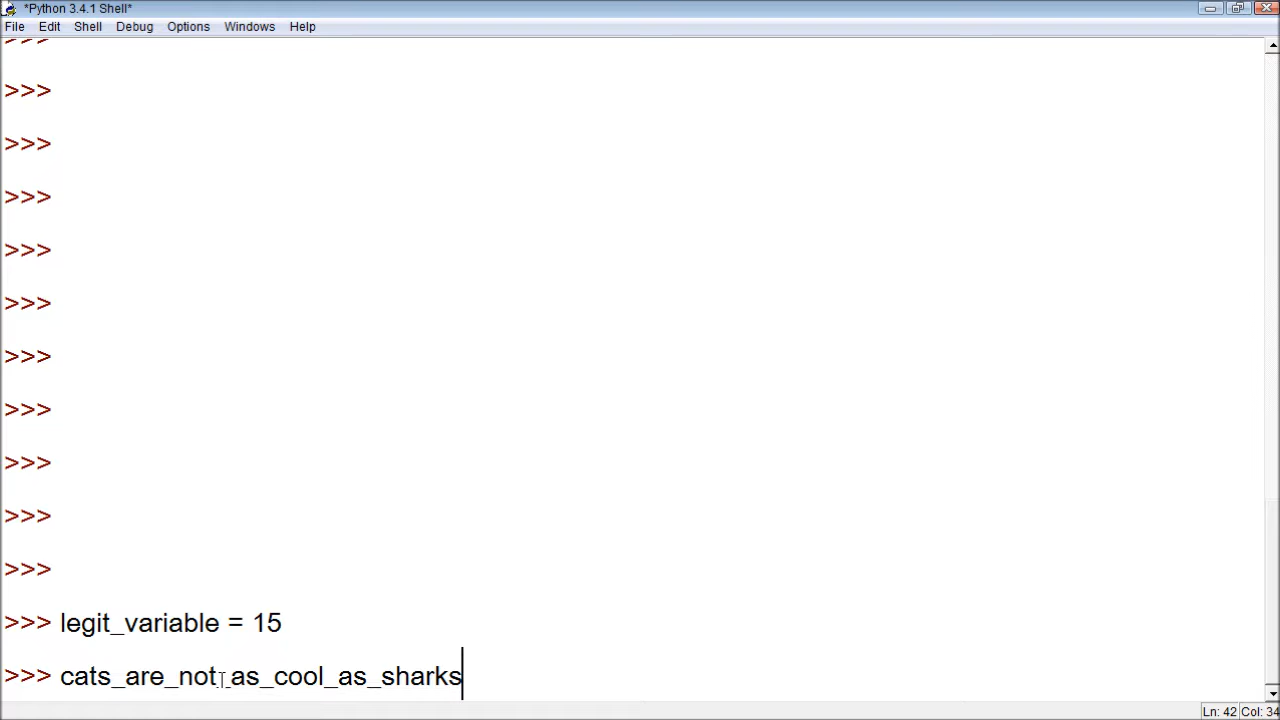 *Python 3.4.1 Shell*
File Edit Shell Debug Options Windows Help
>>>
>>>
>>>
>>>
>>>
>>>
>>>
>>>
>>>
>>>
>>>
>>> legit_variable = 15
>>> cats_are_not_as_cool_as_sharks
Ln: 42 Col: 34